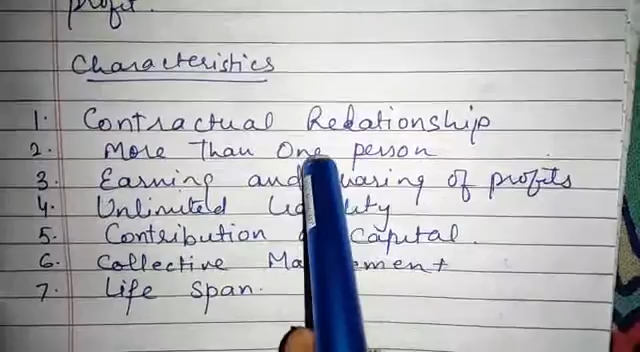 profit.
Characteristics
1. Contractual Relationship
2. More Than One person
3. Earning and of profits
4. Unlimited
5. Contribution Capital.
6. Collective
7. Life span.